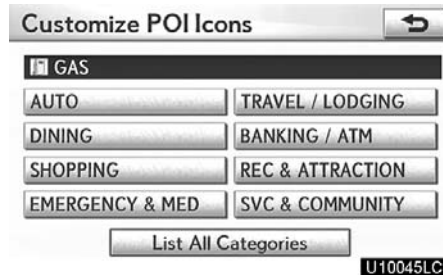 Customize POI Icons
GAS
AUTO
TRAVEL / LODGING
DINING
BANKING / ATM
SHOPPING
REC & ATTRACTION
EMERGENCY & MED
SVC & COMMUNITY
List All Categories
U10045LC